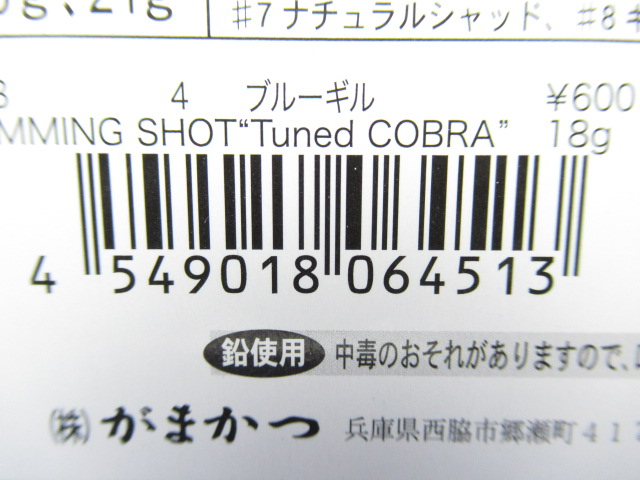 g、21g
#7ナチュラルシャッド、#8キ
4 ブルーギル ¥600
MMING SHOT“Tuned COBRA” 18g
4 549018 064513
鉛使用 中毒のおそれがありますので、
㈱がまかつ 兵庫県西脇市郷瀬町417